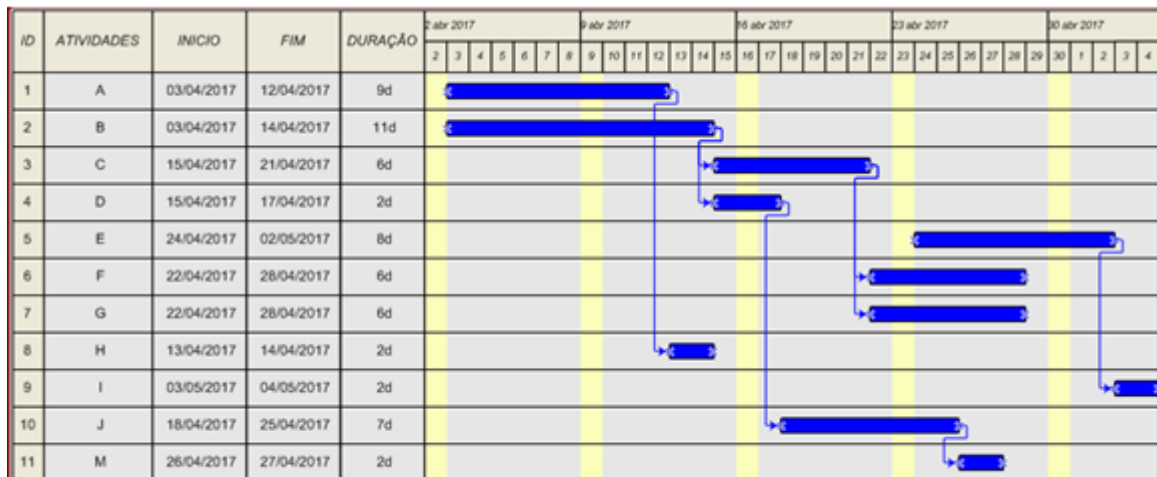 ID ATIVIDADES INICIO FIM DURAÇÃO 2 abr 2017 9 abr 2017 16 abr 2017 23 abr 2017 30 abr 2017
2 3 4 5 6 7 8 9 10 11 12 13 14 15 16 17 18 19 20 21 22 23 24 25 26 27 28 29 30 1 2 3 4
1 A 03/04/2017 12/04/2017 9d
2 B 03/04/2017 14/04/2017 11d
3 C 15/04/2017 21/04/2017 6d
4 D 15/04/2017 17/04/2017 2d
5 E 24/04/2017 02/05/2017 8d
6 F 22/04/2017 28/04/2017 6d
7 G 22/04/2017 28/04/2017 6d
8 H 13/04/2017 14/04/2017 2d
9 I 03/05/2017 04/05/2017 2d
10 J 18/04/2017 25/04/2017 7d
11 M 26/04/2017 27/04/2017 2d